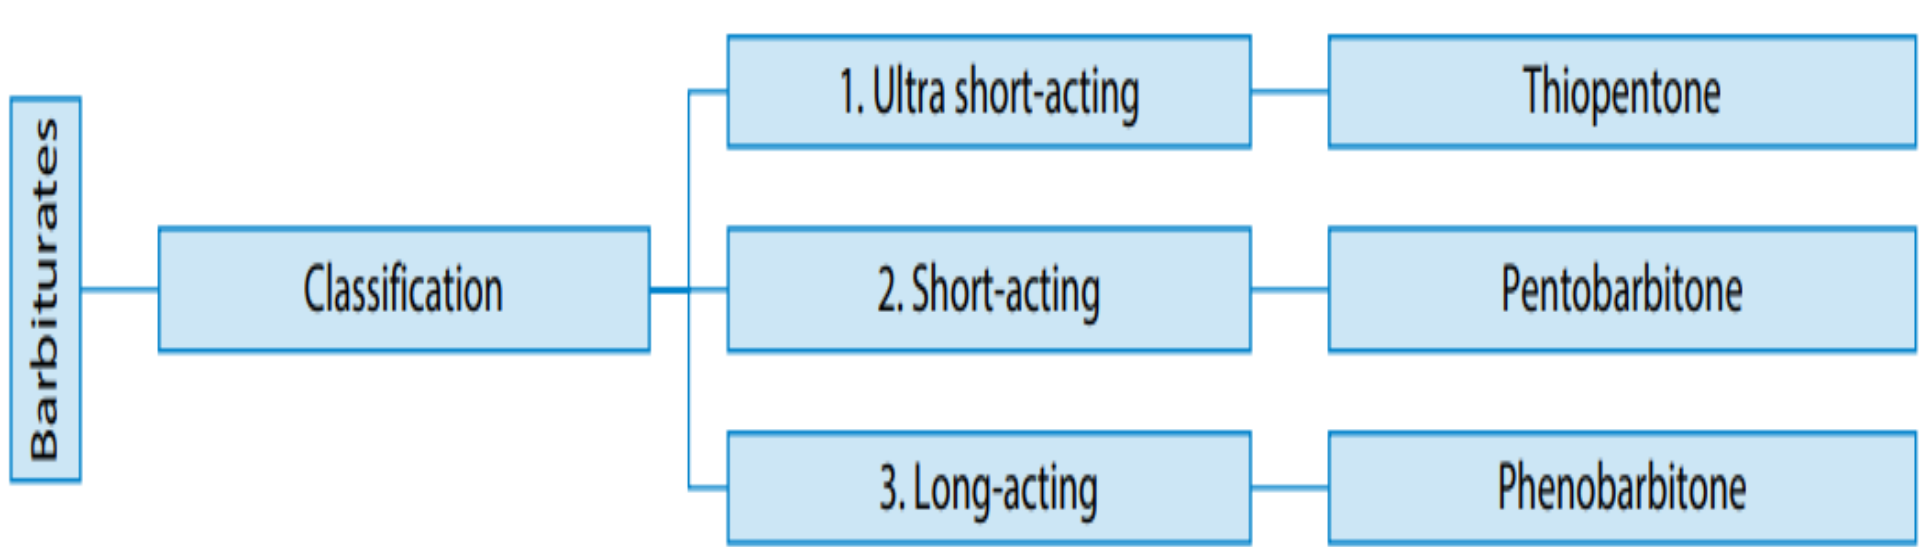 Barbiturates
Classification
1. Ultra short-acting
Thiopentone
2. Short-acting
Pentobarbitone
3. Long-acting
Phenobarbitone